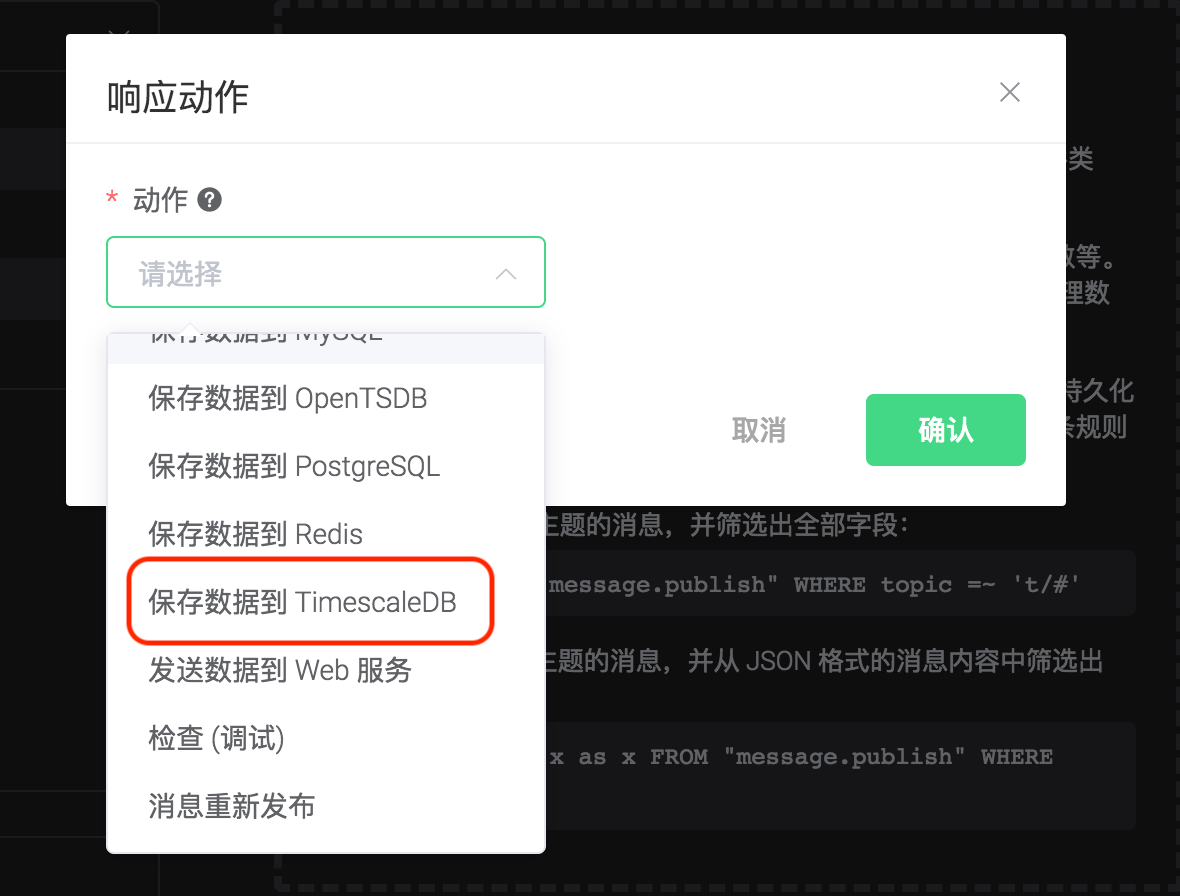 响应动作
* 动作
请选择
保存数据到 MySQL
保存数据到 OpenTSDB
保存数据到 PostgreSQL
保存数据到 Redis
保存数据到 TimescaleDB
发送数据到 Web 服务
检查 (调试)
消息重新发布
取消
确认
类
数等。
理数
持久化
条规则
主题的消息，并筛选出全部字段：
message.publish" WHERE topic =~ 't/#'
主题的消息，并从 JSON 格式的消息内容中筛选出
x as x FROM "message.publish" WHERE